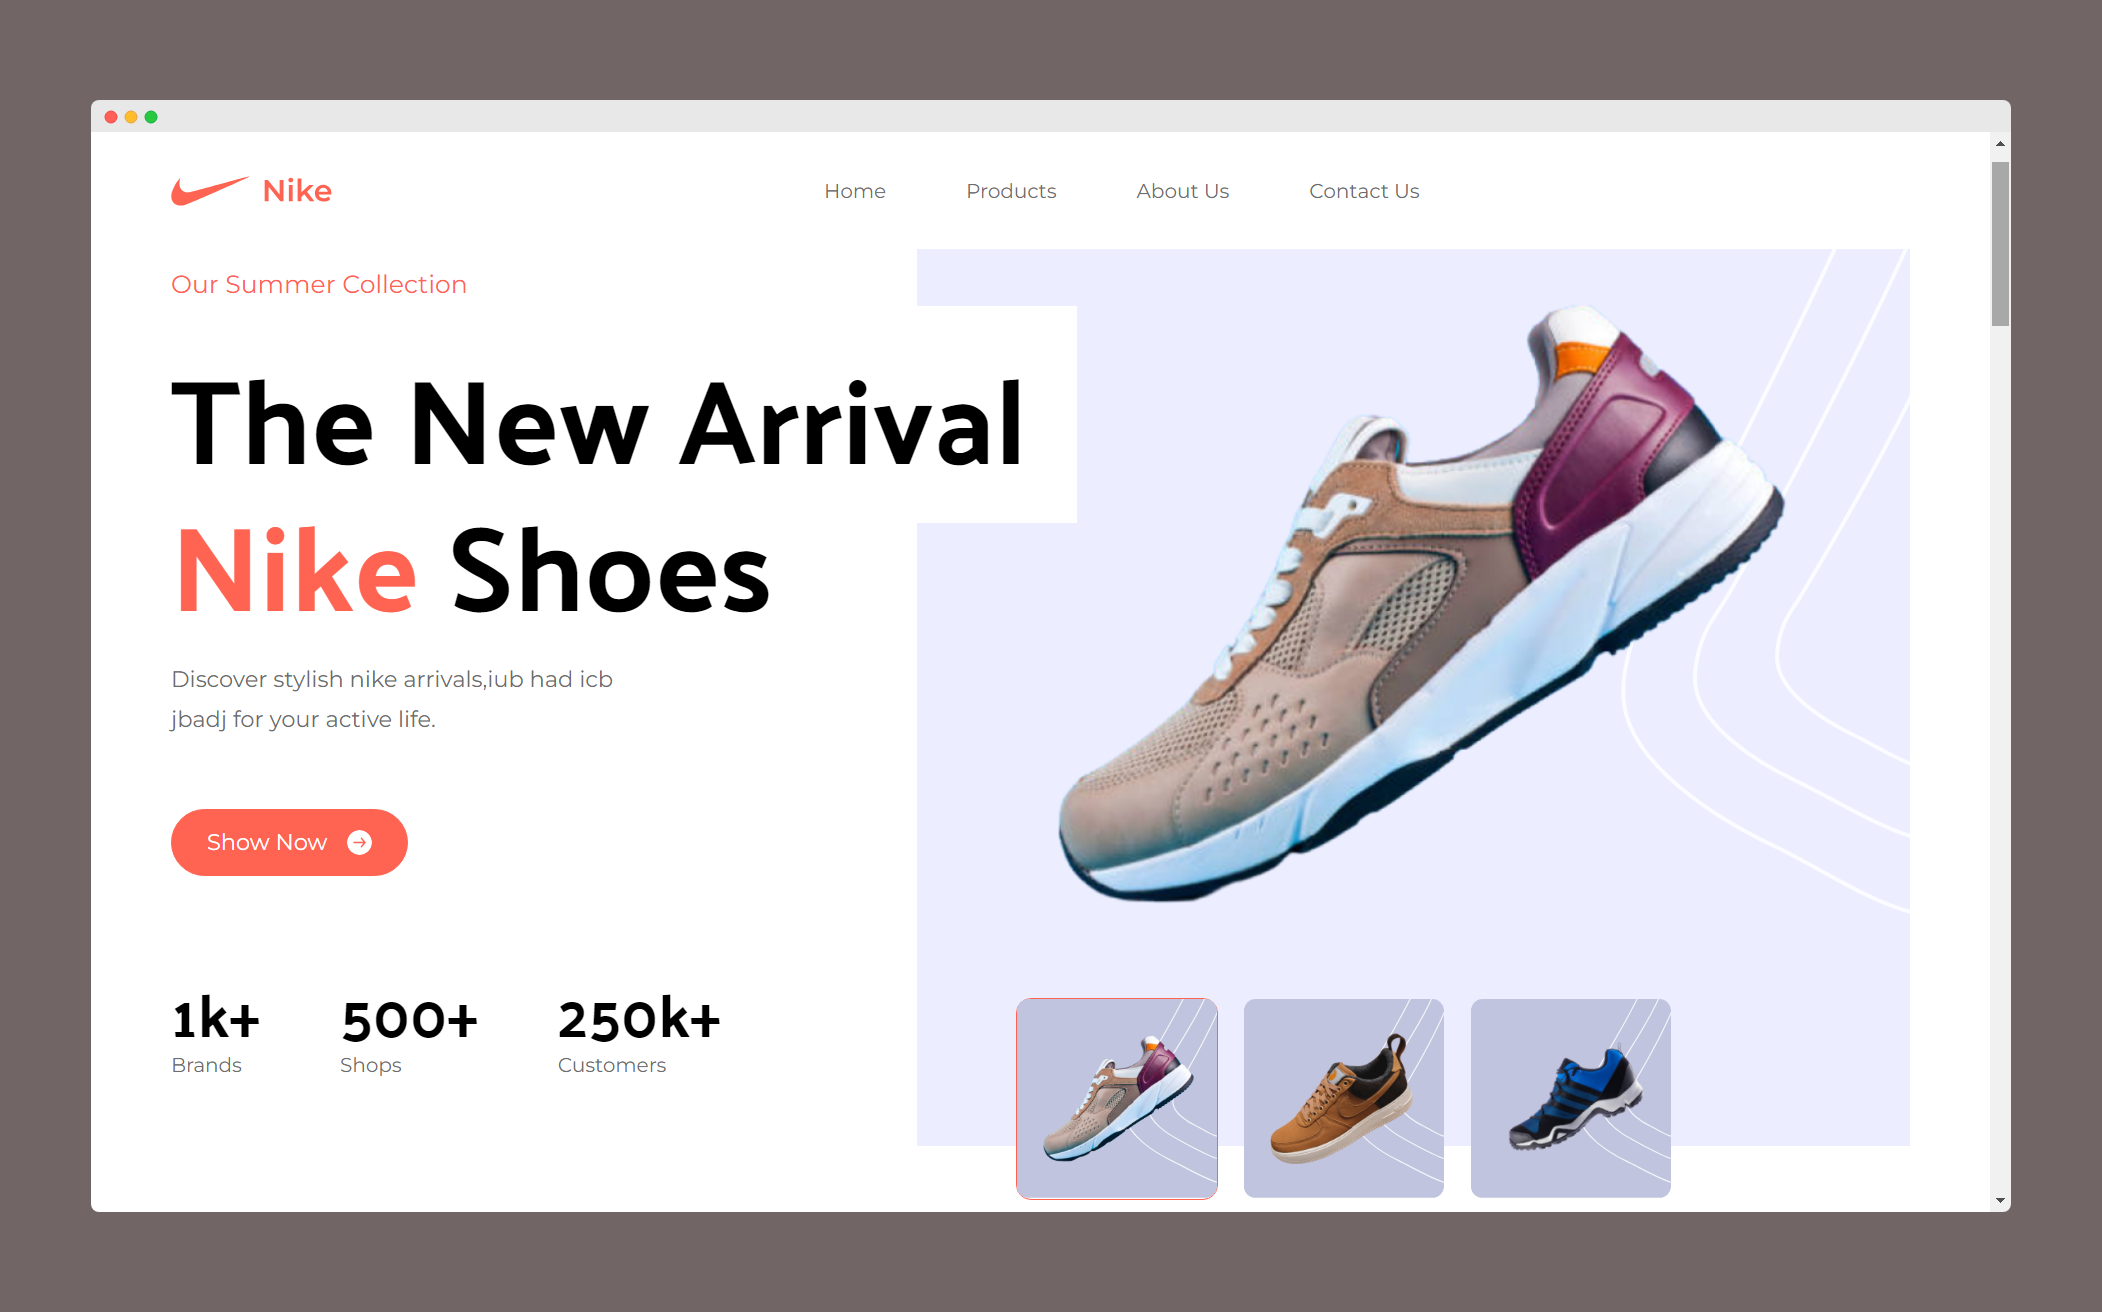 Nike
Home
Products
About Us
Contact Us
Our Summer Collection
The New Arrival
Nike Shoes
Discover stylish nike arrivals,iub had icb
jbadj for your active life.
Show Now
1k+
Brands
500+
Shops
250k+
Customers